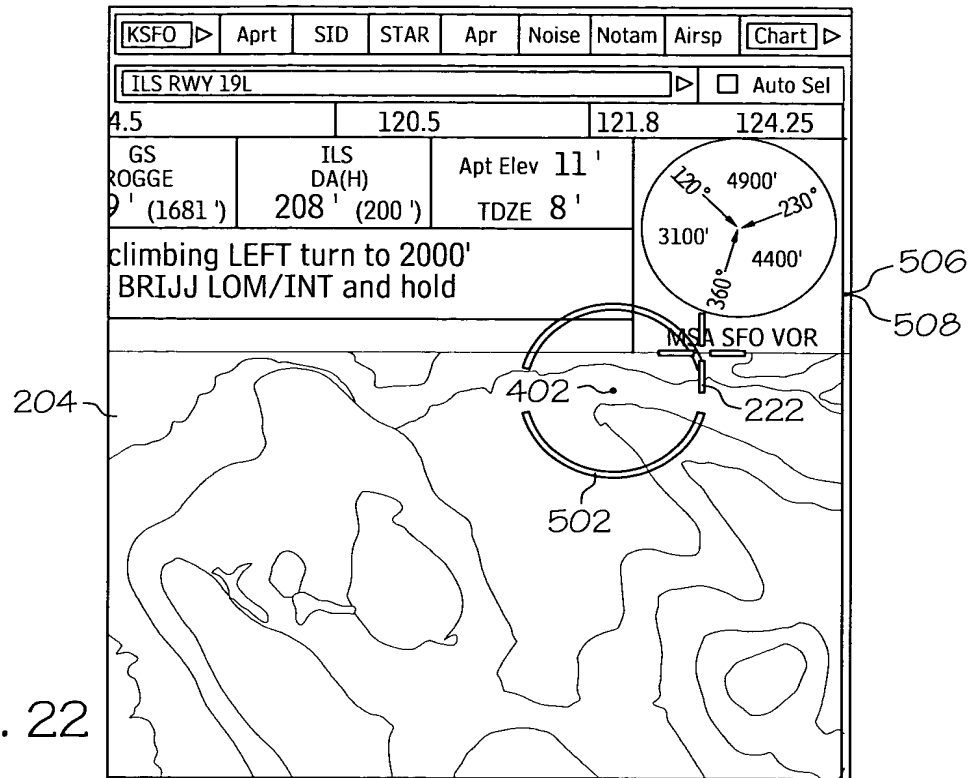 KSFO Aprt SID STAR Apr Noise Notam Airsp Chart
ILS RWY 19L Auto Sel
4.5 120.5 121.8 124.25
GS
ROGGE
9' (1681')
ILS
DA(H)
208' (200')
Apt Elev 11'
TDZE 8'
120°
4900'
230°
3100'
4400'
360°
MSA SFO VOR
climbing LEFT turn to 2000'
BRIJJ LOM/INT and hold
506
508
204
402
222
502
. 22